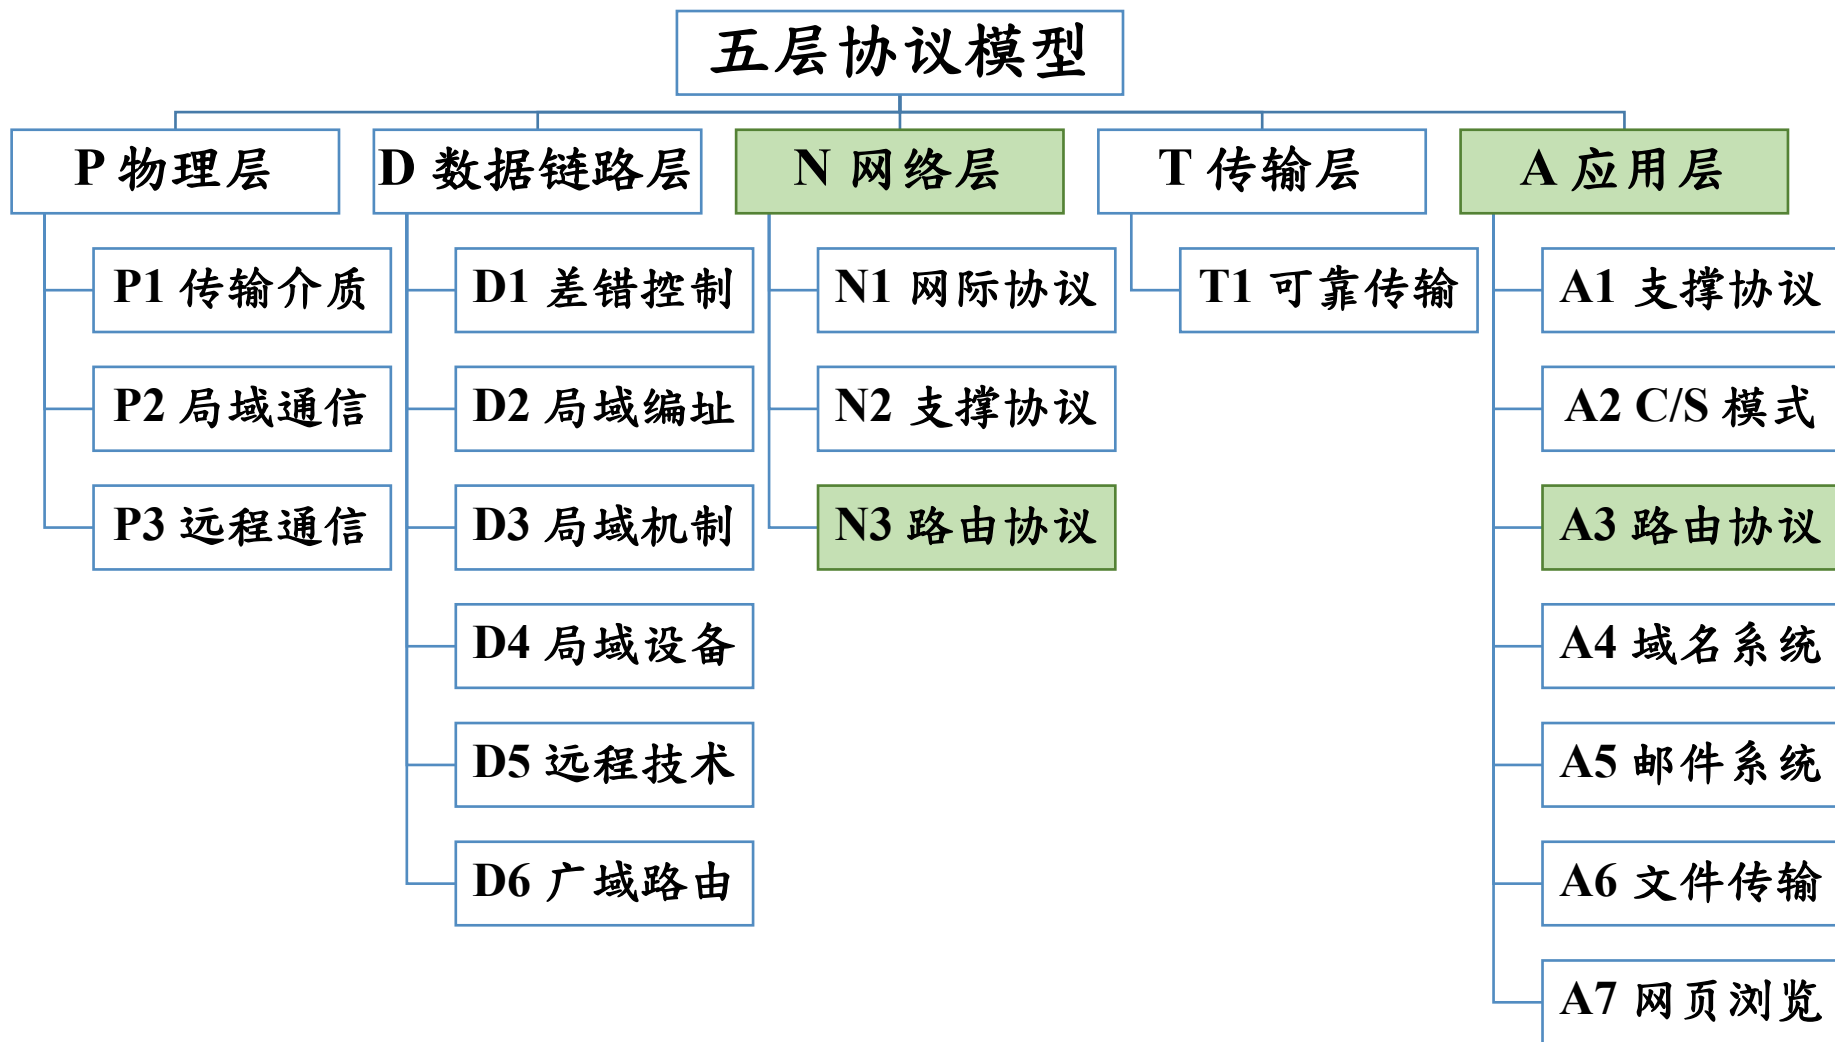 五层协议模型
P 物理层
D 数据链路层
N 网络层
T 传输层
A 应用层
P1 传输介质
D1 差错控制
N1 网际协议
T1 可靠传输
A1 支撑协议
P2 局域通信
D2 局域编址
N2 支撑协议
A2 C/S 模式
P3 远程通信
D3 局域机制
N3 路由协议
A3 路由协议
D4 局域设备
A4 域名系统
D5 远程技术
A5 邮件系统
D6 广域路由
A6 文件传输
A7 网页浏览